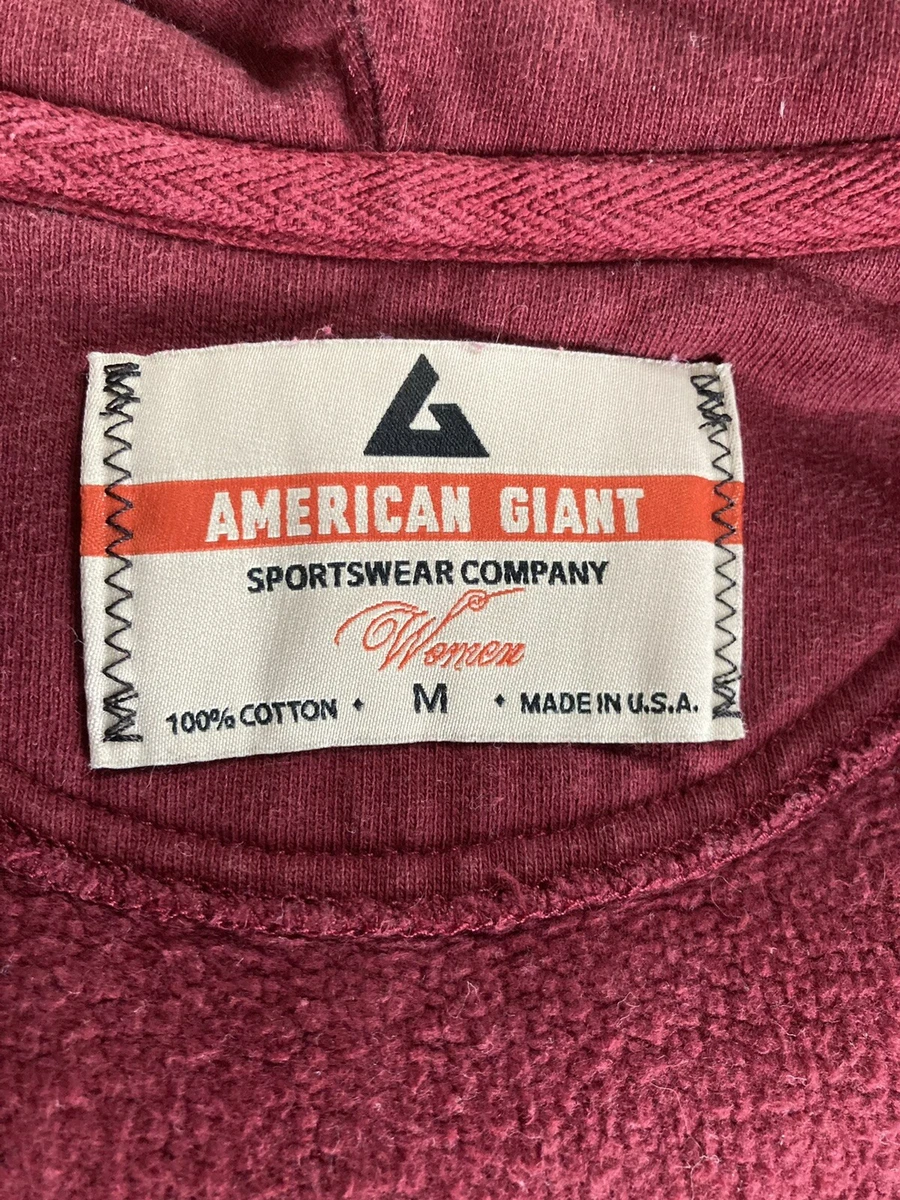 AMERICAN GIANT
SPORTSWEAR COMPANY
Women
100% COTTON • M • MADE IN U.S.A.